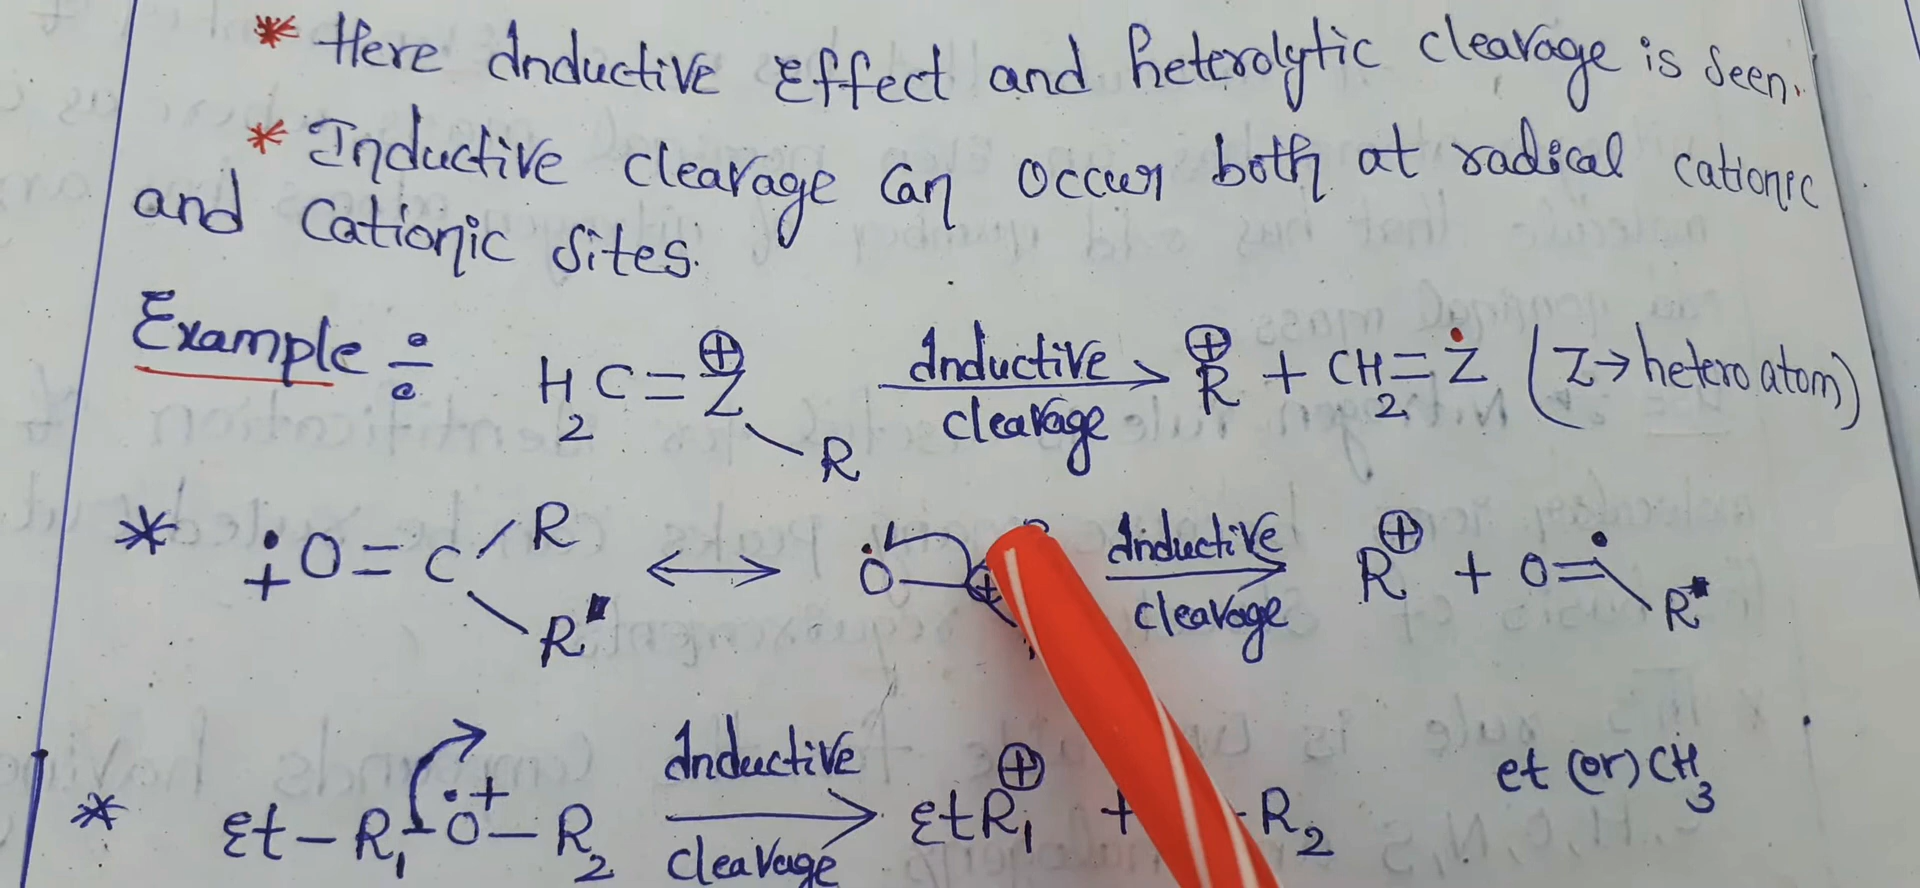 * Here Inductive Effect and heterolytic cleavage is seen.
* Inductive cleavage can occur both at radical cationic
and Cationic sites.
Example :- H₂C=Z⊕-R Inductive cleavage → R⊕ + CH₂=Ż (Z→hetero atom)
* •+O=C-R R" ↔ •O-⊕ Inductive cleavage → R⊕ + O=•-R"
* Et-R₁-O•+-R₂ Inductive cleavage → EtR₁⊕ + -R₂ et (or) CH₃